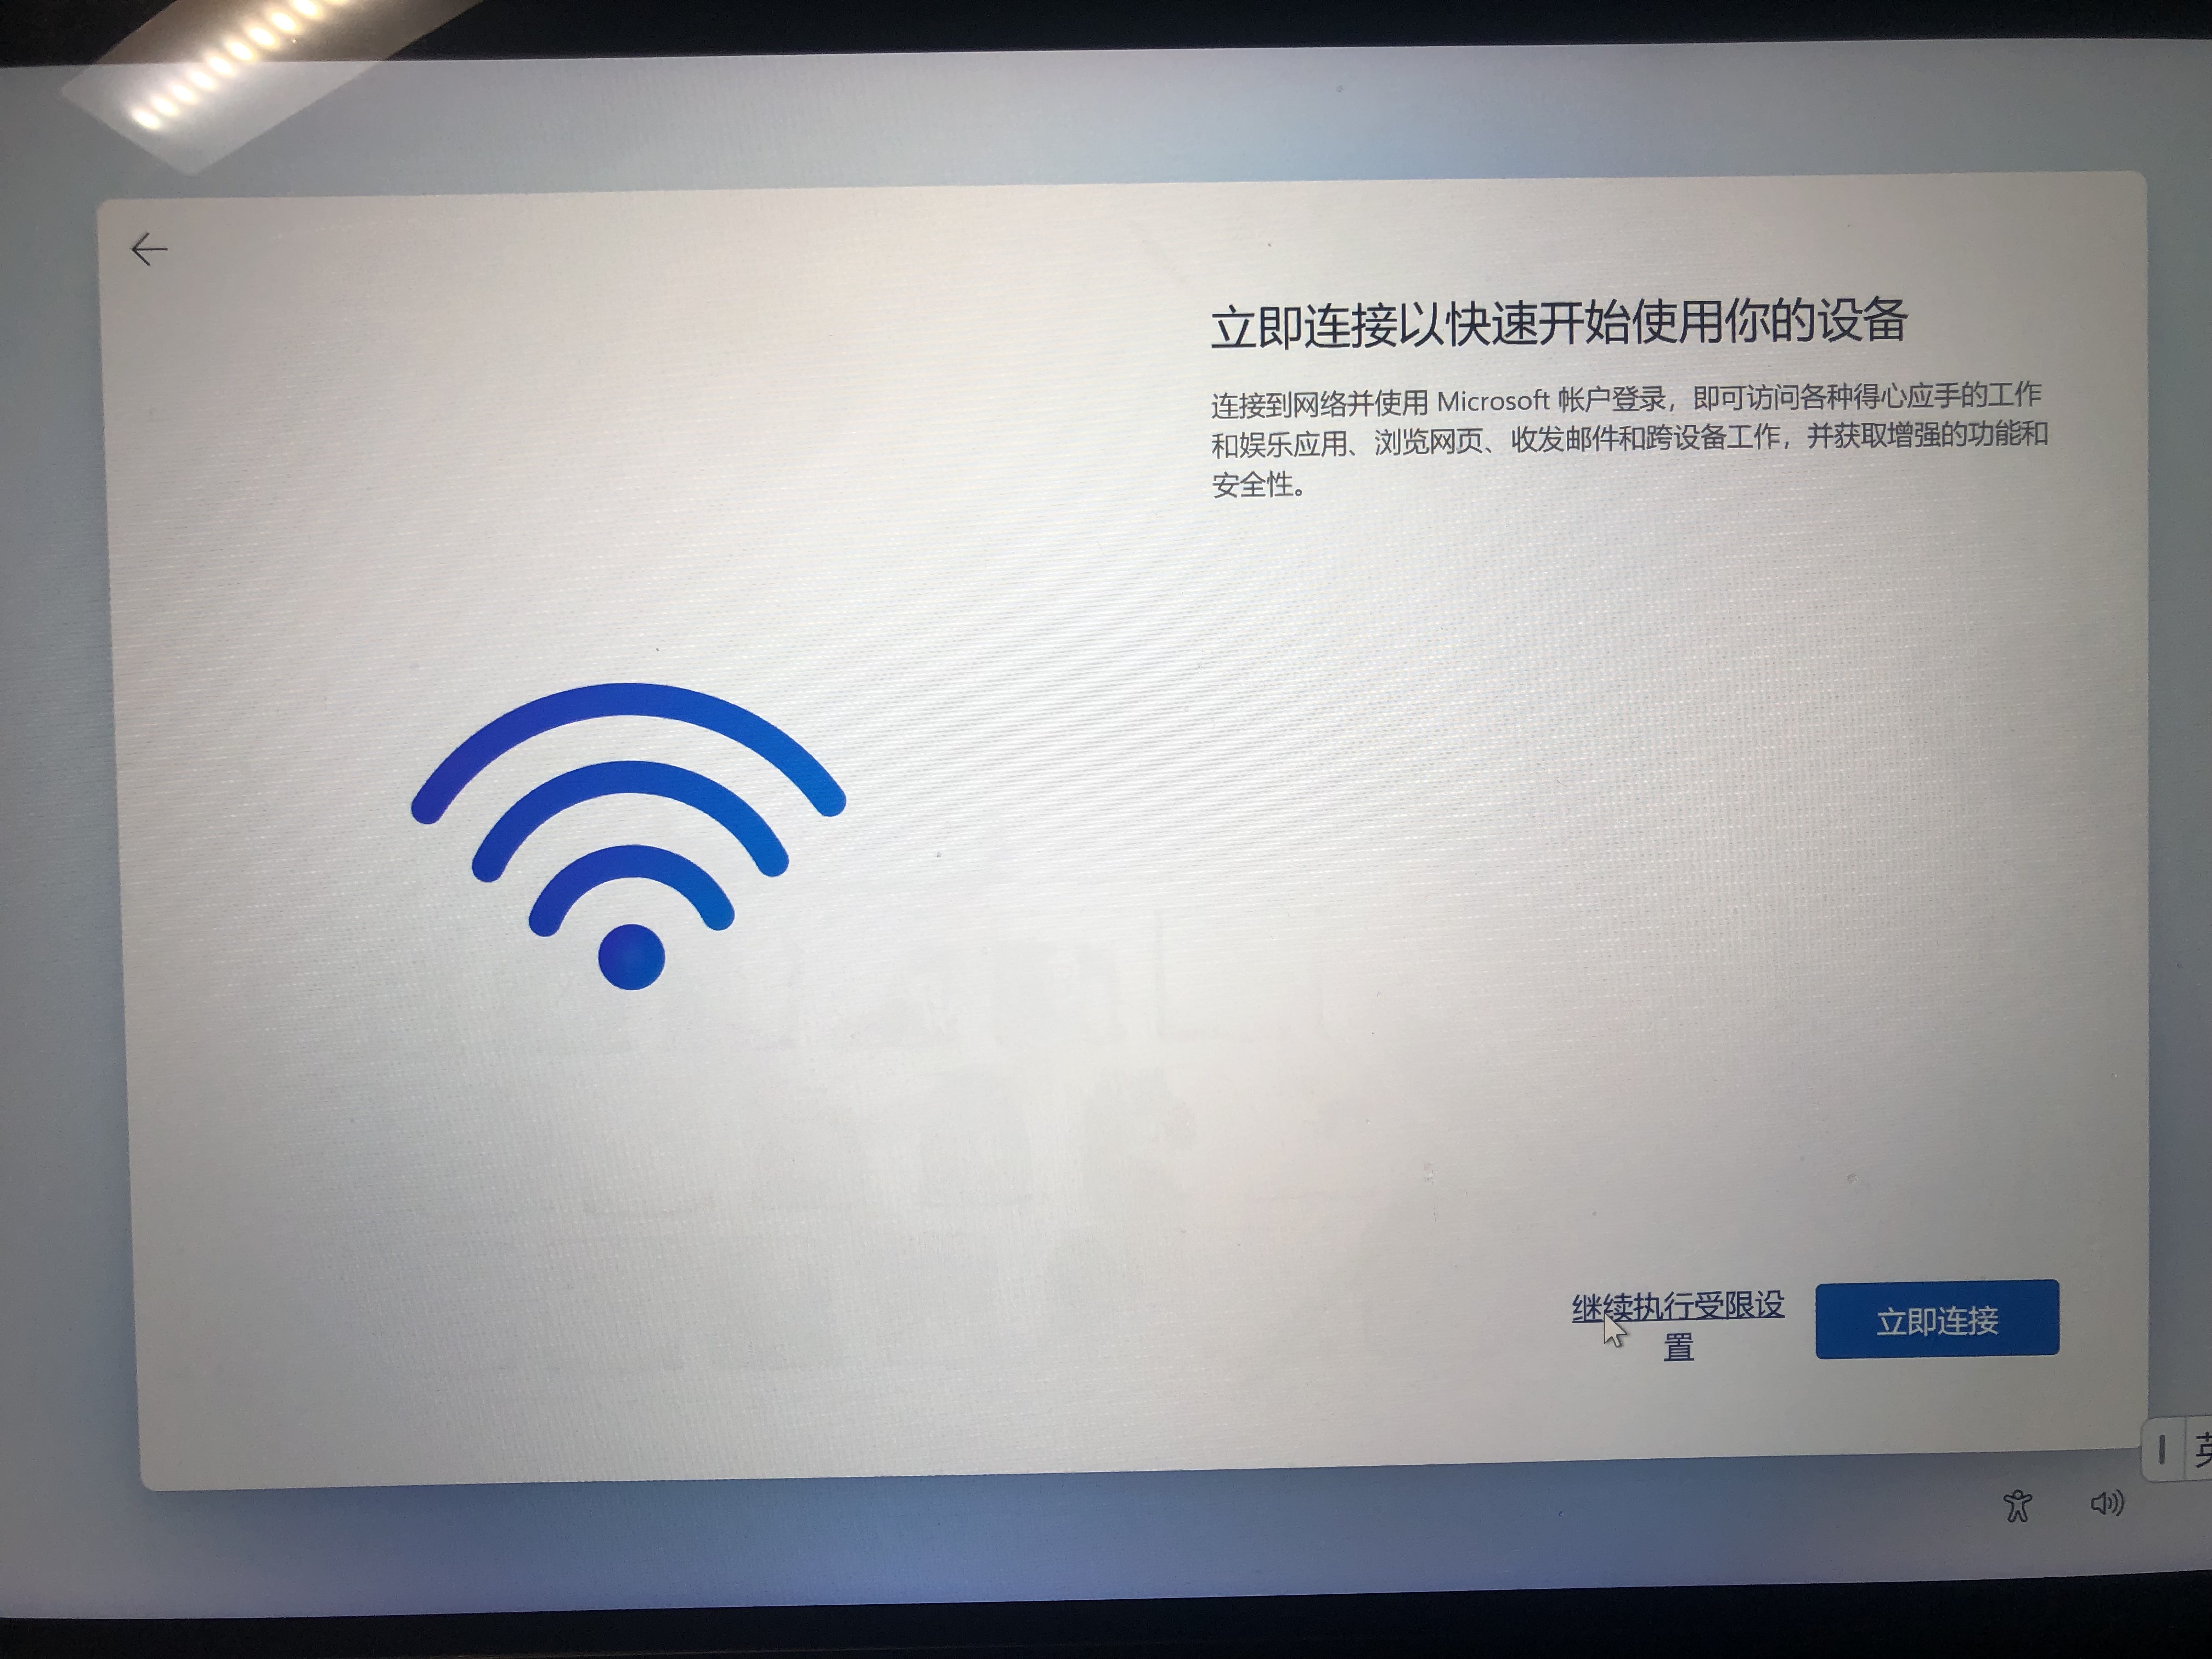 立即连接以快速开始使用你的设备
连接到网络并使用 Microsoft 帐户登录，即可访问各种得心应手的工作
和娱乐应用、浏览网页、收发邮件和跨设备工作，并获取增强的功能和
安全性。
继续执行受限设
置
立即连接
英